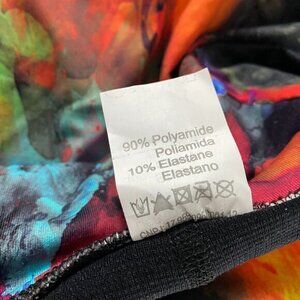 90% Polyamide
Poliamida
10% Elastane
Elastano